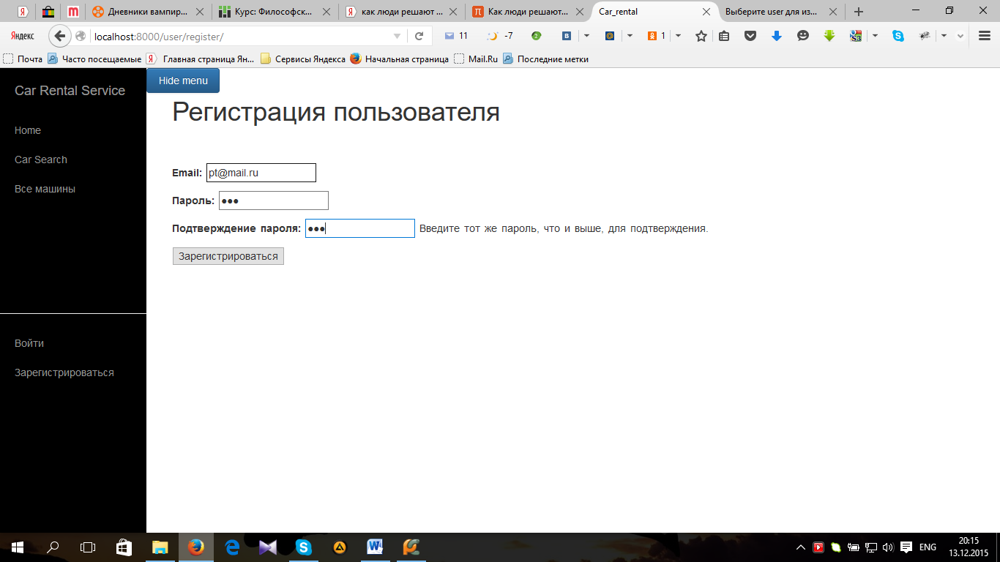 Дневники вампир...
Курс: Философск...
как люди решают ...
Как люди решают...
Car_rental
Выберите user для из...
Яндекс
localhost:8000/user/register/
11
-7
2
1
Почта
Часто посещаемые
Главная страница Ян...
Сервисы Яндекса
Начальная страница
Mail.Ru
Последние метки
Car Rental Service
Home
Car Search
Все машины
Войти
Зарегистрироваться
Hide menu
Регистрация пользователя
Email: pt@mail.ru
Пароль: ●●●
Подтверждение пароля: ●●● Введите тот же пароль, что и выше, для подтверждения.
Зарегистрироваться
ENG
20:15
13.12.2015